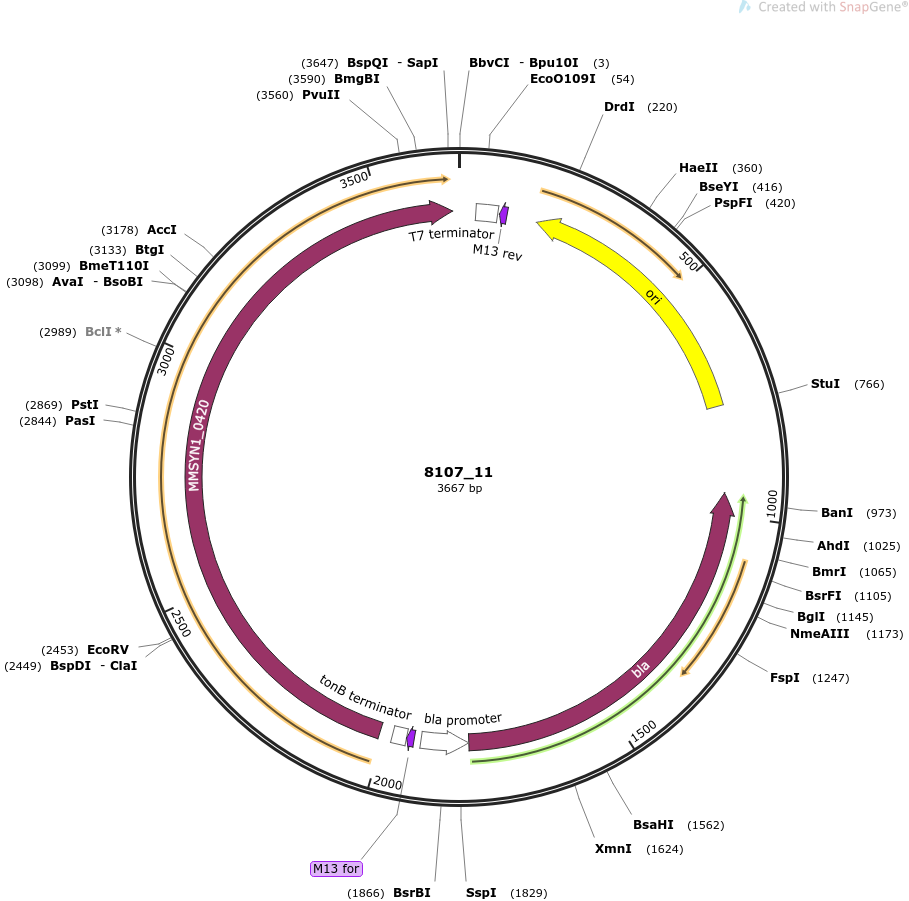 Created with SnapGene®
(3647) BspQI - SapI
(3590) BmgBI
(3560) PvuII
BbvCI - Bpu10I (3)
EcoO109I (54)
DrdI (220)
HaeII (360)
BseYI (416)
PspFI (420)
StuI (766)
BanI (973)
AhdI (1025)
BmrI (1065)
BsrFI (1105)
BglI (1145)
NmeAIII (1173)
FspI (1247)
BsaHI (1562)
XmnI (1624)
SspI (1829)
(1866) BsrBI
M13 for
(2449) BspDI - ClaI
(2453) EcoRV
(2844) PasI
(2869) PstI
(2989) BclI *
(3098) AvaI - BsoBI
(3099) BmeT110I
(3133) BtgI
(3178) AccI
500
1000
1500
2000
2500
3000
3500
T7 terminator
M13 rev
ori
bla
bla promoter
tonB terminator
MMSYN1_0420
8107_11
3667 bp